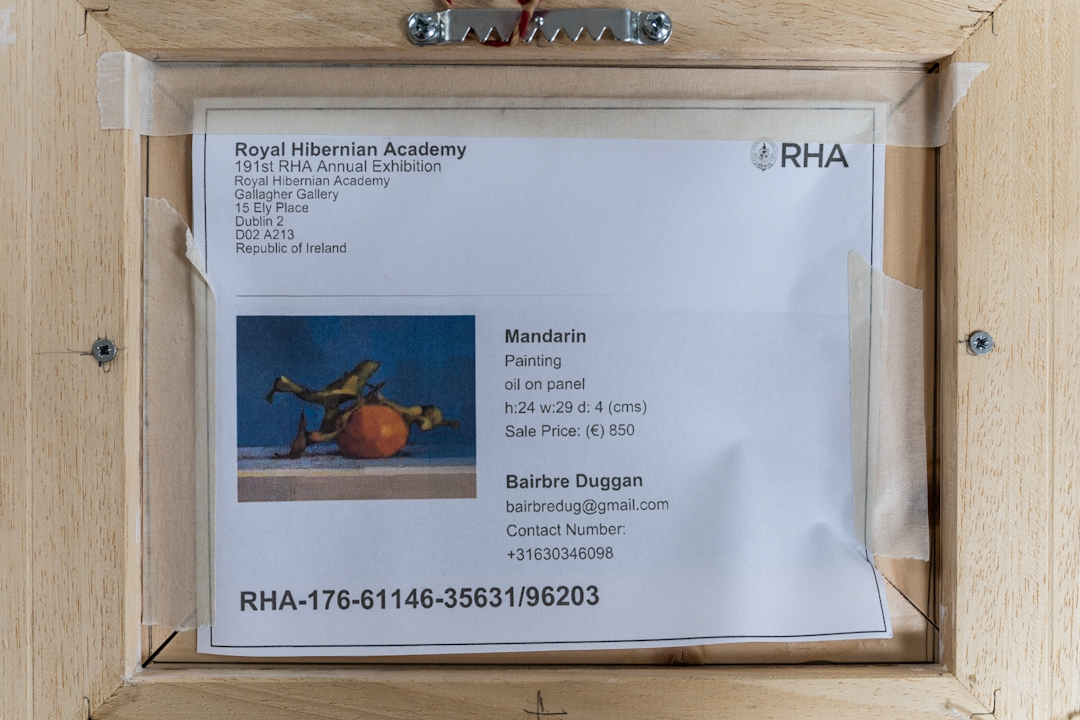 Royal Hibernian Academy
191st RHA Annual Exhibition
Royal Hibernian Academy
Gallagher Gallery
15 Ely Place
Dublin 2
D02 A213
Republic of Ireland
RHA
Mandarin
Painting
oil on panel
h:24 w:29 d: 4 (cms)
Sale Price: (€) 850
Bairbre Duggan
bairbredug@gmail.com
Contact Number:
+31630346098
RHA-176-61146-35631/96203